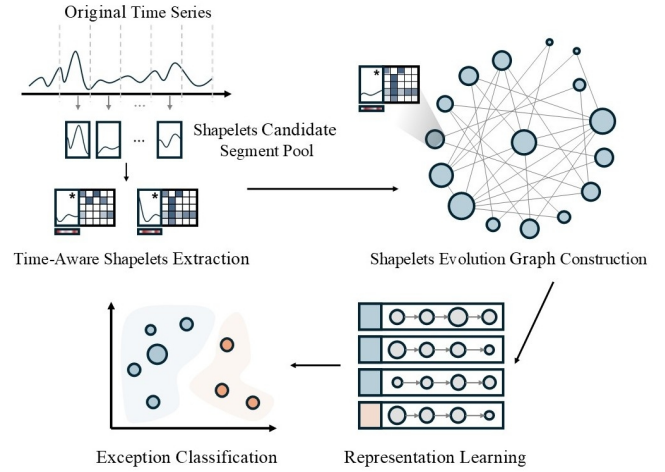 Original Time Series
...
*
Shapelets Candidate
Segment Pool
...
* *
Time-Aware Shapelets Extraction
Shapelets Evolution Graph Construction
Exception Classification
Representation Learning